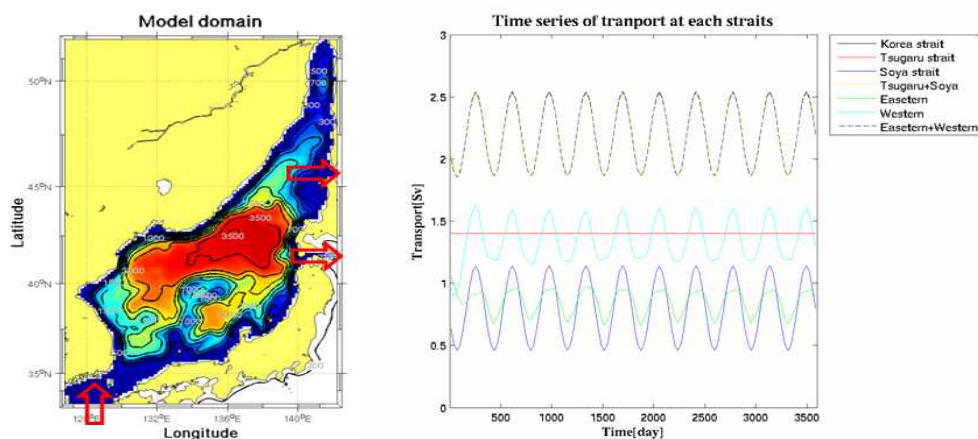 Model domain
50°N
45°N
40°N
35°N
128°E
132°E
136°E
140°E
Latitude
Longitude
3500
3500
Time series of tranport at each straits
3
2.5
2
1.5
1
0.5
0
500
1000
1500
2000
2500
3000
3500
Transport[Sv]
Time[day]
Korea strait
Tsugaru strait
Soya strait
Tsugaru+Soya
Easetern
Western
Easetern+Western